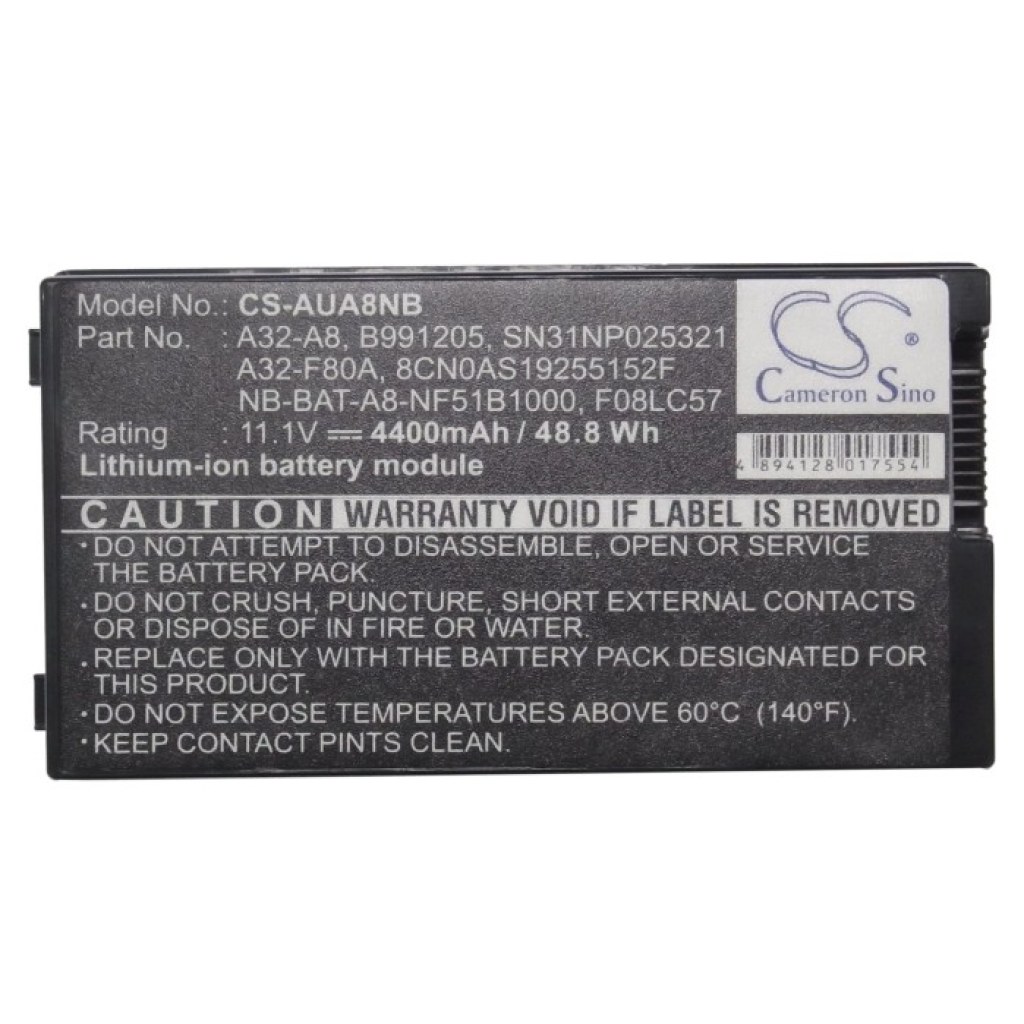 Model No.: CS-AUA8NB
Part No. : A32-A8, B991205, SN31NP025321
A32-F80A, 8CN0AS19255152F
NB-BAT-A8-NF51B1000, F08LC57
Rating : 11.1V ⎓ 4400mAh / 48.8 Wh
Lithium-ion battery module
CS ®
Cameron Sino
4 894128 017554
CAUTION WARRANTY VOID IF LABEL IS REMOVED
· DO NOT ATTEMPT TO DISASSEMBLE, OPEN OR SERVICE
THE BATTERY PACK.
· DO NOT CRUSH, PUNCTURE, SHORT EXTERNAL CONTACTS
OR DISPOSE OF IN FIRE OR WATER.
· REPLACE ONLY WITH THE BATTERY PACK DESIGNATED FOR
THIS PRODUCT.
· DO NOT EXPOSE TEMPERATURES ABOVE 60°C (140°F).
· KEEP CONTACT PINTS CLEAN.